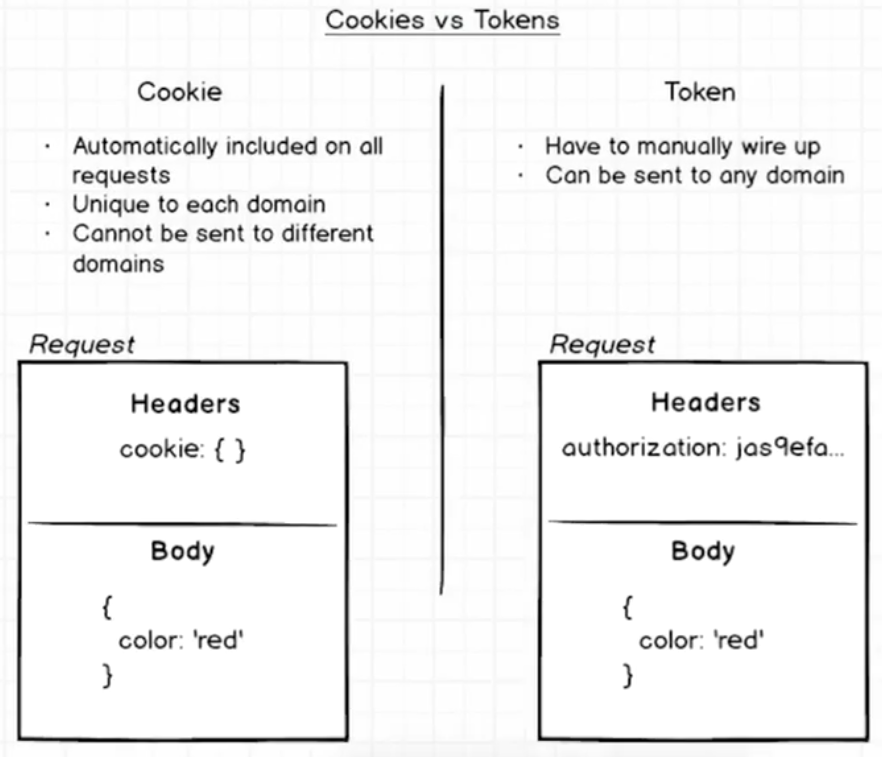 Cookies vs Tokens
Cookie
· Automatically included on all
requests
· Unique to each domain
· Cannot be sent to different
domains
Request
Headers
cookie: { }
Body
{
color: 'red'
}
Token
· Have to manually wire up
· Can be sent to any domain
Request
Headers
authorization: jas9efa...
Body
{
color: 'red'
}